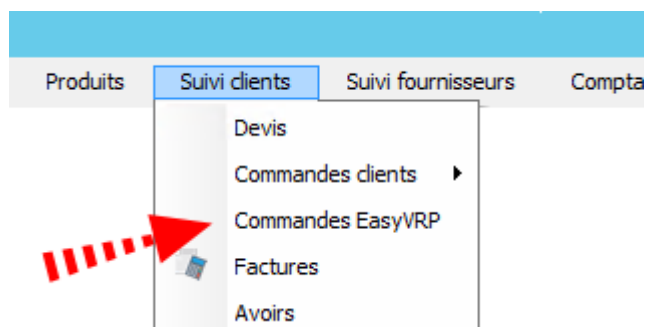 Produits Suivi clients Suivi fournisseurs Compta
Devis
Commandes clients
Commandes EasyVRP
Factures
Avoirs